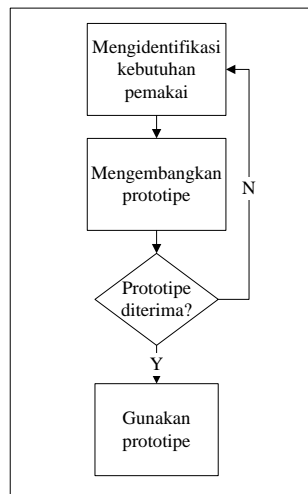 Mengidentifikasi
kebutuhan
pemakai
Mengembangkan
prototipe
N
Prototipe
diterima?
Y
Gunakan
prototipe